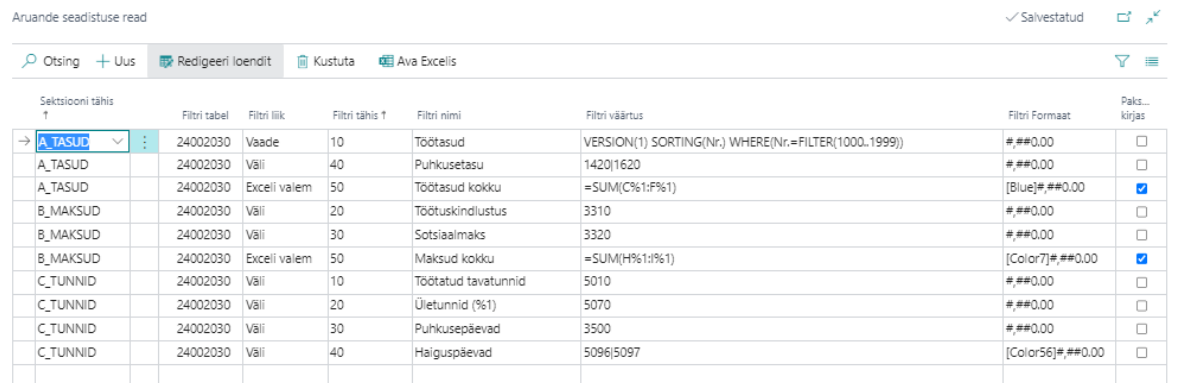 Aruande seadistuse read
Salvestatud
Otsing Uus Redigeeri loendit Kustuta Ava Excelis
Sektsiooni tähis ↑ Filtri tabel Filtri liik Filtri tähis ↑ Filtri nimi Filtri väärtus Filtri Formaat Paks... kirjas
A_TASUD 24002030 Vaade 10 Töötasud VERSION(1) SORTING(Nr.) WHERE(Nr.=FILTER(1000..1999)) #,##0.00
A_TASUD 24002030 Väli 40 Puhkusetasu 1420|1620 #,##0.00
A_TASUD 24002030 Exceli valem 50 Töötasud kokku =SUM(C%1:F%1) [Blue]#,##0.00
B_MAKSUD 24002030 Väli 20 Töötuskindlustus 3310 #,##0.00
B_MAKSUD 24002030 Väli 30 Sotsiaalmaks 3320 #,##0.00
B_MAKSUD 24002030 Exceli valem 50 Maksud kokku =SUM(H%1:I%1) [Color7]#,##0.00
C_TUNNID 24002030 Väli 10 Töötatud tavatunnid 5010 #,##0.00
C_TUNNID 24002030 Väli 20 Ületunnid (%1) 5070 #,##0.00
C_TUNNID 24002030 Väli 30 Puhkusepäevad 3500 #,##0.00
C_TUNNID 24002030 Väli 40 Haiguspäevad 5096|5097 [Color56]#,##0.00